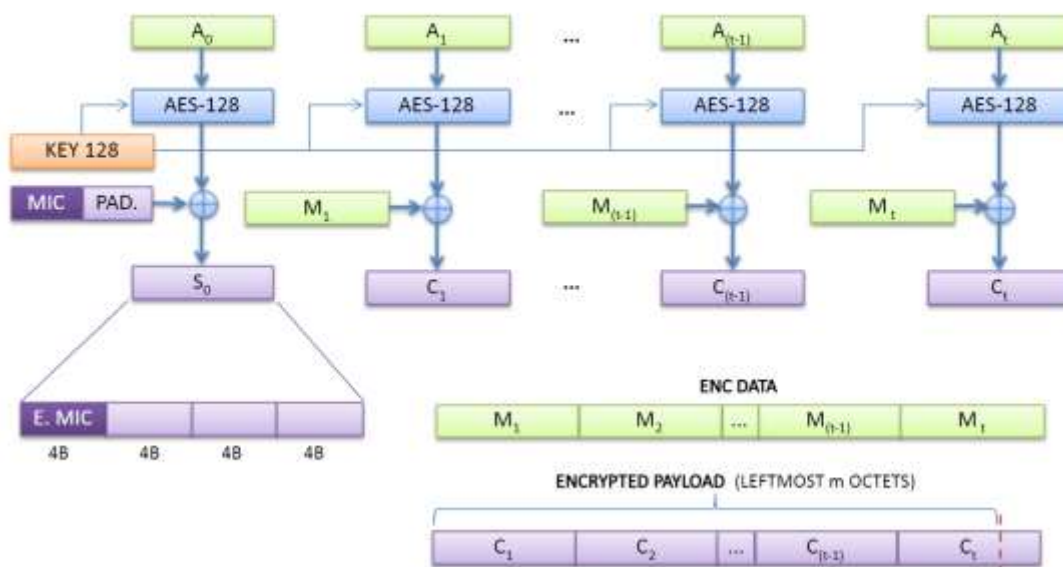 A₀ A₁ ... A₍ₜ₋₁₎ Aₜ
AES-128 AES-128 ... AES-128 AES-128
KEY 128
MIC PAD. M₁ M₍ₜ₋₁₎ Mₜ
S₀ C₁ ... C₍ₜ₋₁₎ Cₜ
ENC DATA
E. MIC M₁ M₂ ... M₍ₜ₋₁₎ Mₜ
4B 4B 4B 4B
ENCRYPTED PAYLOAD (LEFTMOST m OCTETS)
C₁ C₂ ... C₍ₜ₋₁₎ Cₜ